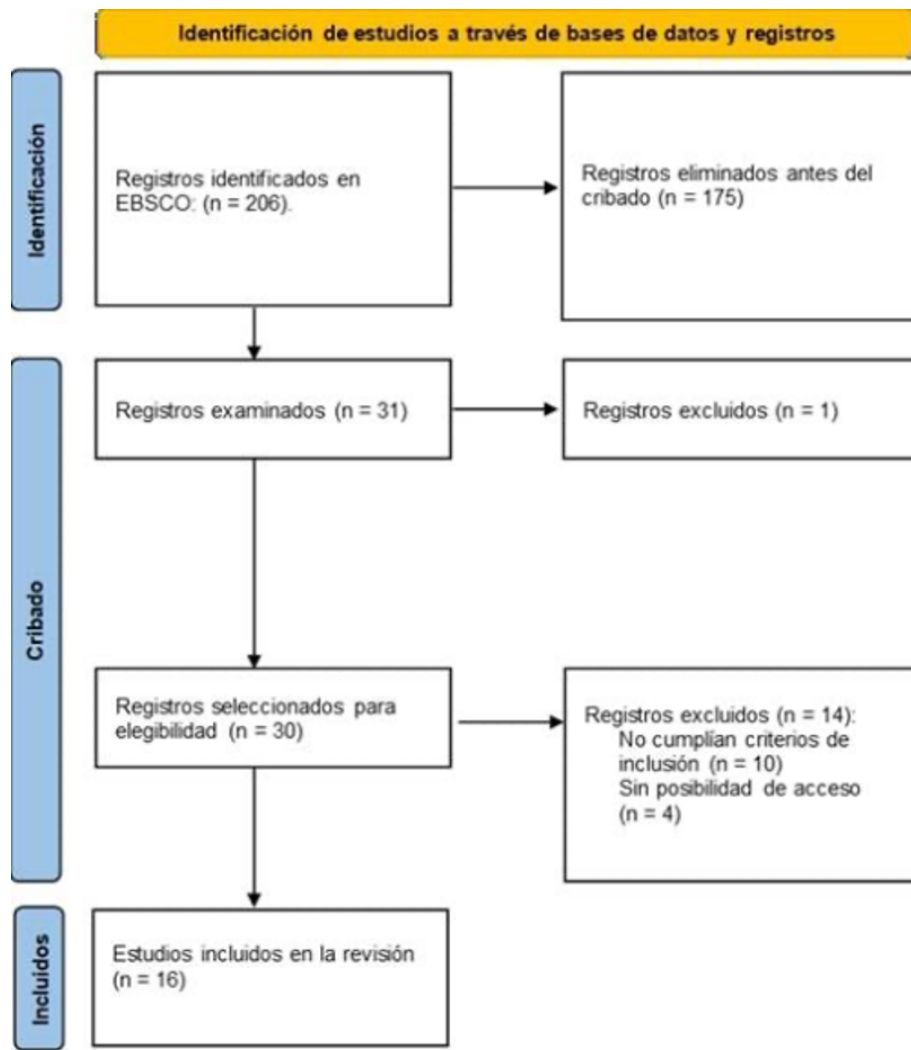 Identificación de estudios a través de bases de datos y registros
Identificación
Registros identificados en
EBSCO: (n = 206).
Registros eliminados antes del
cribado (n = 175)
Cribado
Registros examinados (n = 31)
Registros excluidos (n = 1)
Registros seleccionados para
elegibilidad (n = 30)
Registros excluidos (n = 14):
No cumplían criterios de
inclusión (n = 10)
Sin posibilidad de acceso
(n = 4)
Incluidos
Estudios incluidos en la revisión
(n = 16)